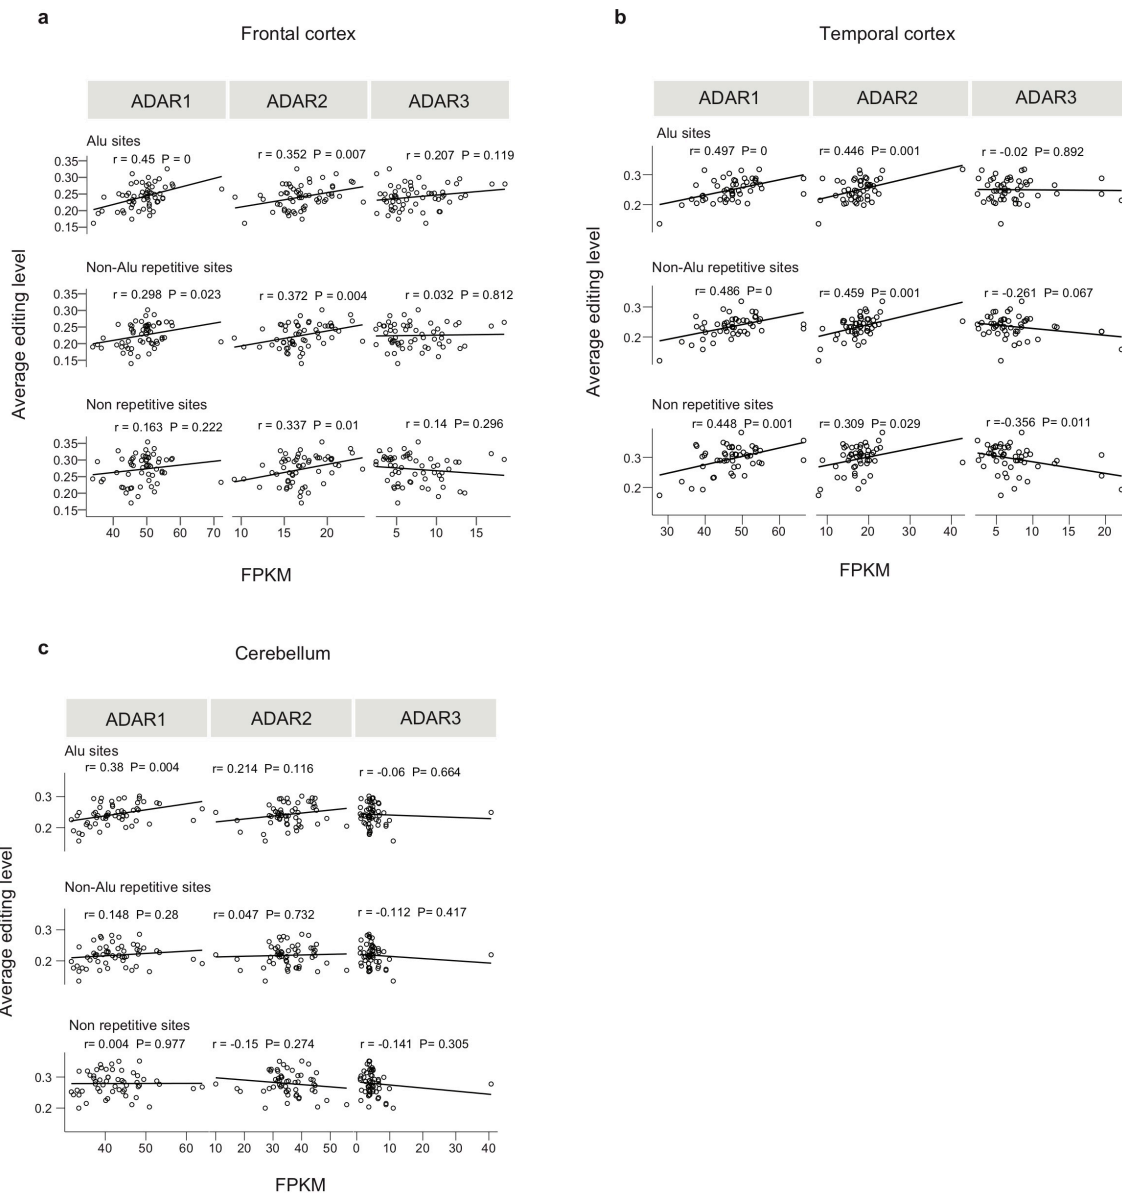 a
Frontal cortex
ADAR1 ADAR2 ADAR3
Alu sites
r = 0.45 P = 0 r = 0.352 P = 0.007 r = 0.207 P = 0.119
0.35
0.30
0.25
0.20
0.15
Non-Alu repetitive sites
r = 0.298 P = 0.023 r = 0.372 P = 0.004 r = 0.032 P = 0.812
0.35
0.30
0.25
0.20
0.15
Non repetitive sites
r = 0.163 P = 0.222 r = 0.337 P = 0.01 r = 0.14 P = 0.296
0.35
0.30
0.25
0.20
0.15
40 50 60 70 10 15 20 5 10 15
Average editing level
FPKM
b
Temporal cortex
ADAR1 ADAR2 ADAR3
Alu sites
r= 0.497 P= 0 r= 0.446 P= 0.001 r = -0.02 P= 0.892
0.3
0.2
Non-Alu repetitive sites
r= 0.486 P= 0 r= 0.459 P= 0.001 r = -0.261 P= 0.067
0.3
0.2
Non repetitive sites
r= 0.448 P= 0.001 r= 0.309 P= 0.029 r =-0.356 P= 0.011
0.3
0.2
30 40 50 60 10 20 30 40 5 10 15 20
Average editing level
FPKM
c
Cerebellum
ADAR1 ADAR2 ADAR3
Alu sites
r= 0.38 P= 0.004 r= 0.214 P= 0.116 r = -0.06 P= 0.664
0.3
0.2
Non-Alu repetitive sites
r= 0.148 P= 0.28 r= 0.047 P= 0.732 r = -0.112 P= 0.417
0.3
0.2
Non repetitive sites
r= 0.004 P= 0.977 r = -0.15 P= 0.274 r = -0.141 P= 0.305
0.3
0.2
40 50 60 10 20 30 40 50 0 10 20 30 40
Average editing level
FPKM